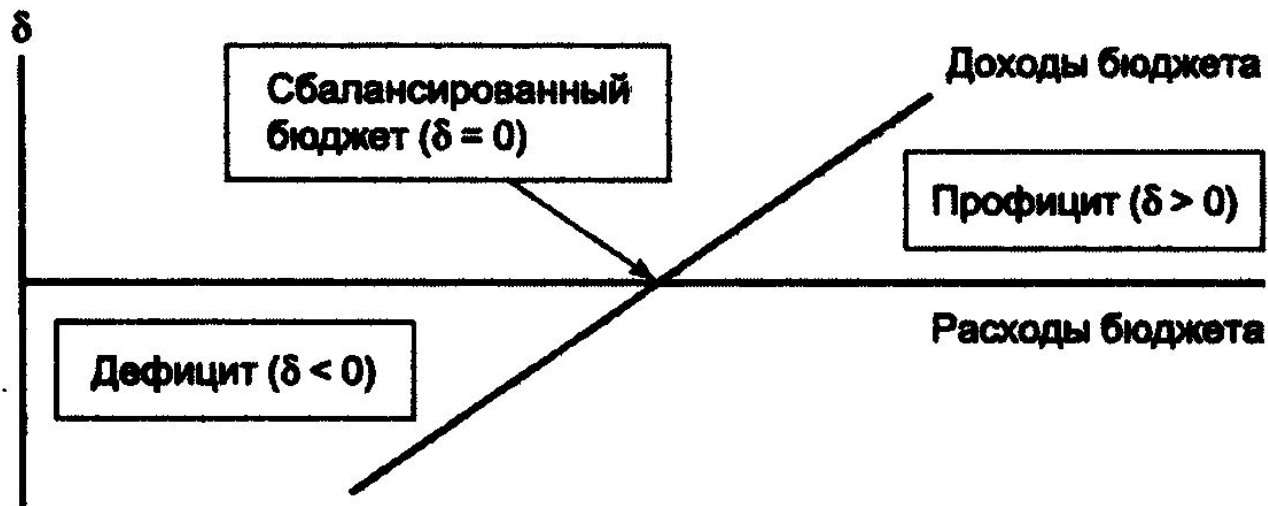 δ
Сбалансированный
бюджет (δ = 0)
Доходы бюджета
Профицит (δ > 0)
Расходы бюджета
Дефицит (δ < 0)